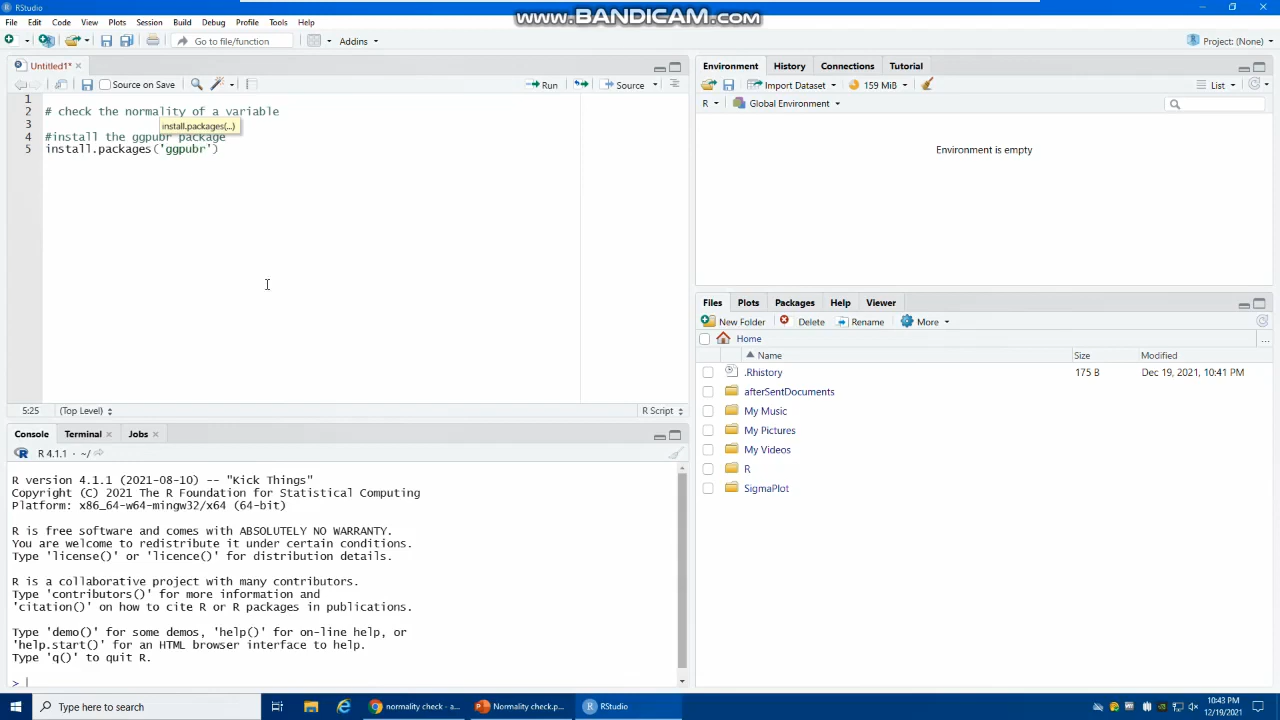 RStudio
www.BANDICAM.com
File Edit Code View Plots Session Build Debug Profile Tools Help
Go to file/function
Addins
Project: (None)
Untitled1*
Source on Save
Run
Source
1
2
# check the normality of a variable
3
install.packages(...)
4
#install the ggpubr package
5
install.packages('ggpubr')
5:25
(Top Level)
R Script
Console Terminal Jobs
R 4.1.1 · ~/
R version 4.1.1 (2021-08-10) -- "Kick Things"
Copyright (C) 2021 The R Foundation for Statistical Computing
Platform: x86_64-w64-mingw32/x64 (64-bit)
R is free software and comes with ABSOLUTELY NO WARRANTY.
You are welcome to redistribute it under certain conditions.
Type 'license()' or 'licence()' for distribution details.
R is a collaborative project with many contributors.
Type 'contributors()' for more information and
'citation()' on how to cite R or R packages in publications.
Type 'demo()' for some demos, 'help()' for on-line help, or
'help.start()' for an HTML browser interface to help.
Type 'q()' to quit R.
>
Environment History Connections Tutorial
Import Dataset
159 MiB
List
R
Global Environment
Environment is empty
Files Plots Packages Help Viewer
New Folder Delete Rename More
Home
...
Name Size Modified
.Rhistory 175 B Dec 19, 2021, 10:41 PM
afterSentDocuments
My Music
My Pictures
My Videos
R
SigmaPlot
Type here to search
normality check - a...
Normality check.p...
RStudio
10:43 PM
12/19/2021